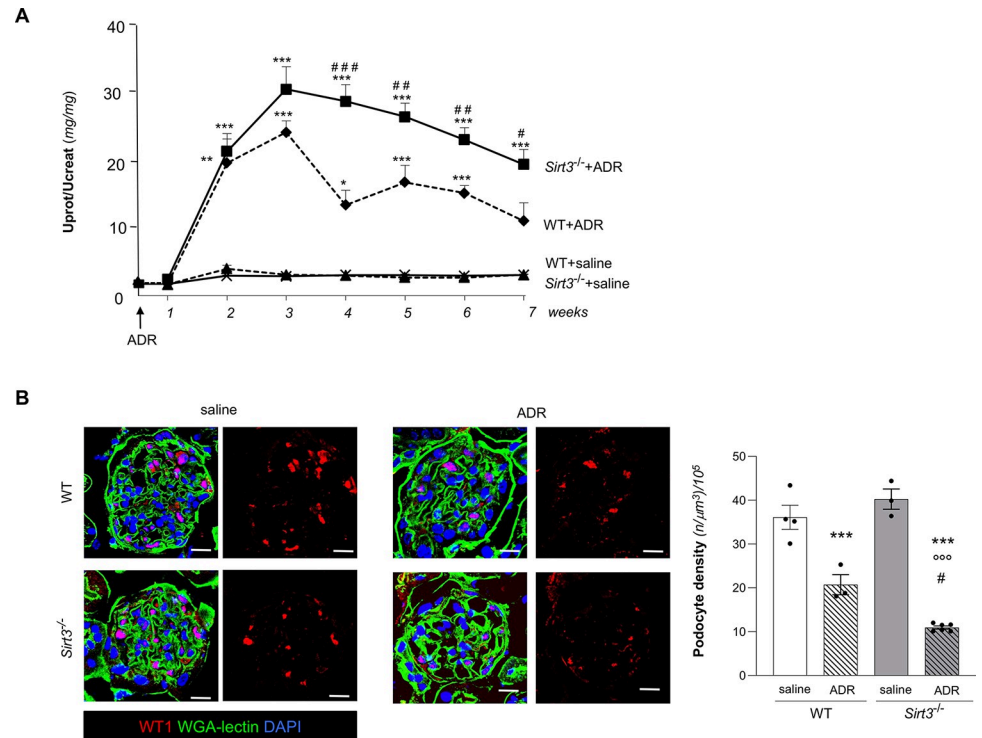 A
40
30
20
10
0
Uprot/Ucreat (mg/mg)
***
**
***
***
# # #
***
*
# #
***
***
# #
***
***
#
***
Sirt3-/-+ADR
WT+ADR
WT+saline
Sirt3-/-+saline
1 2 3 4 5 6 7 weeks
ADR
B
saline
ADR
WT
Sirt3-/-
WT1 WGA-lectin DAPI
Podocyte density (n/μm³)/10⁵
50
40
30
20
10
0
***
***
°°°
#
saline ADR saline ADR
WT Sirt3-/-